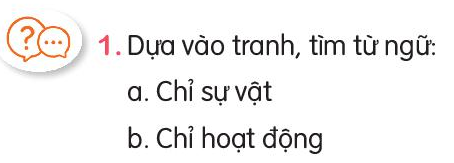 1. Dựa vào tranh, tìm từ ngữ:
a. Chỉ sự vật
b. Chỉ hoạt động